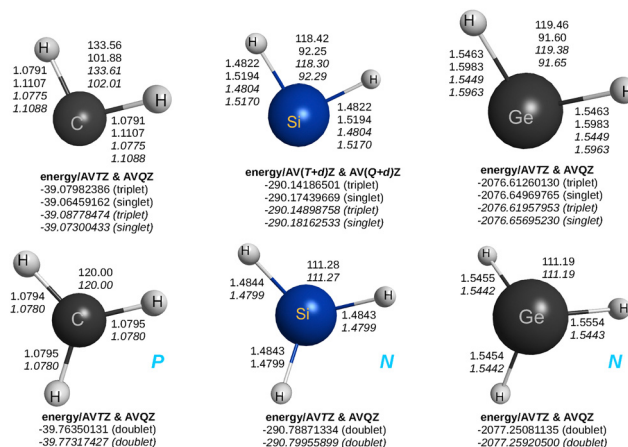 H
133.56
101.88
133.61
102.01
1.0791
1.1107
1.0775
1.1088
C
H
1.0791
1.1107
1.0775
1.1088
energy/AVTZ & AVQZ
-39.07982386 (triplet)
-39.06459162 (singlet)
-39.08778474 (triplet)
-39.07300433 (singlet)
H
118.42
92.25
118.30
92.29
1.4822
1.5194
1.4804
1.5170
H
Si
1.4822
1.5194
1.4804
1.5170
energy/AV(T+d)Z & AV(Q+d)Z
-290.14186501 (triplet)
-290.17439669 (singlet)
-290.14898758 (triplet)
-290.18162533 (singlet)
H
119.46
91.60
119.38
91.65
1.5463
1.5983
1.5449
1.5963
H
Ge
1.5463
1.5983
1.5449
1.5963
energy/AVTZ & AVQZ
-2076.61260130 (triplet)
-2076.64969765 (singlet)
-2076.61957953 (triplet)
-2076.65695230 (singlet)
H
120.00
120.00
1.0794
1.0780
C
H
1.0795
1.0780
1.0795
1.0780
H
P
energy/AVTZ & AVQZ
-39.76350131 (doublet)
-39.77317427 (doublet)
H
111.28
111.27
1.4844
1.4799
Si
H
1.4843
1.4799
1.4843
1.4799
H
N
energy/AVTZ & AVQZ
-290.78871334 (doublet)
-290.79955899 (doublet)
H
111.19
111.19
1.5455
1.5442
Ge
H
1.5554
1.5443
1.5454
1.5442
H
N
energy/AVTZ & AVQZ
-2077.25081135 (doublet)
-2077.25920500 (doublet)